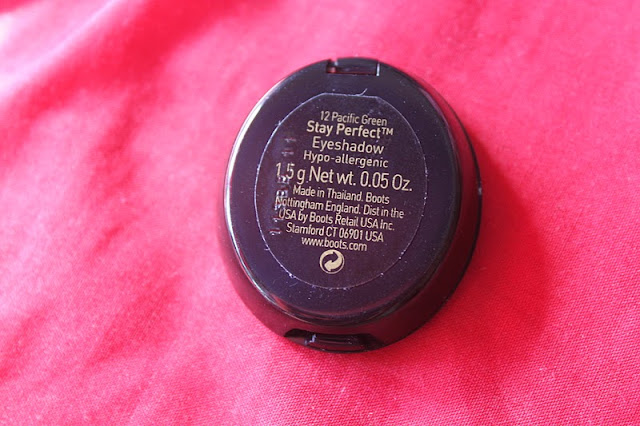 12 Pacific Green
Stay Perfect™
Eyeshadow
Hypo-allergenic
1.5 g Net wt. 0.05 Oz.
Made in Thailand. Boots
Nottingham England. Dist in the
USA by Boots Retail USA Inc.
Stamford CT 06901 USA
www.boots.com